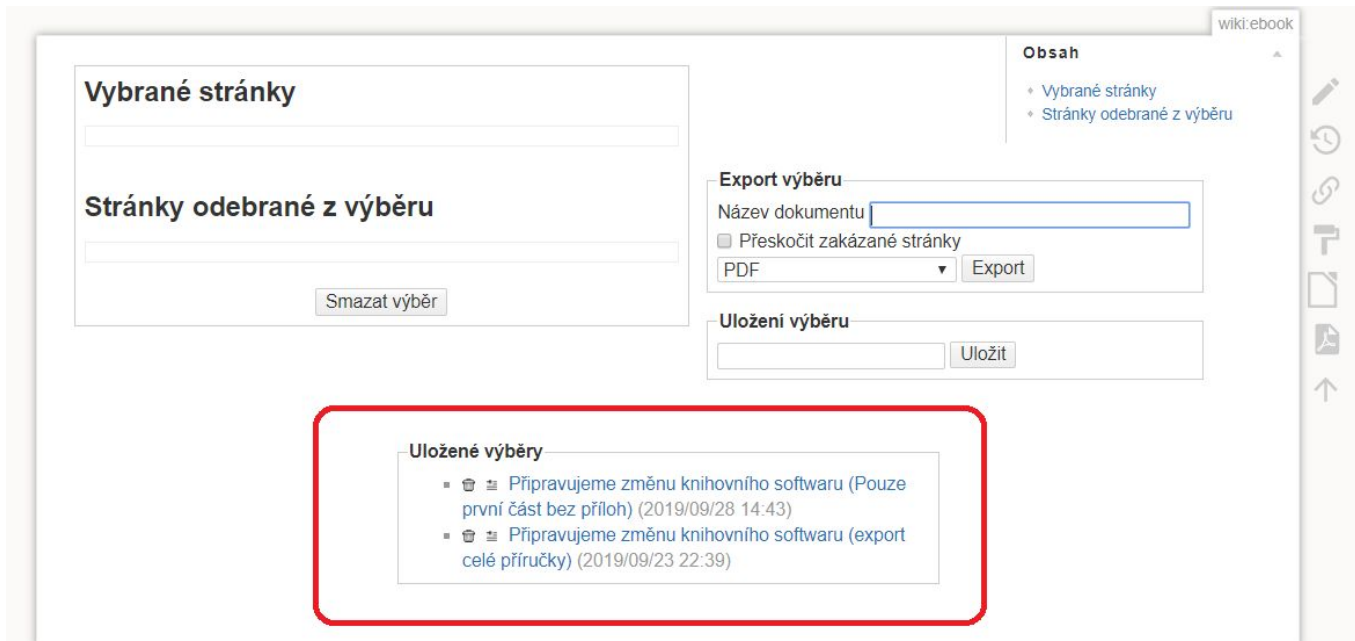 wiki:ebook
Obsah
Vybrané stránky
Stránky odebrané z výběru
Vybrané stránky
Stránky odebrané z výběru
Smazat výběr
Export výběru
Název dokumentu
Přeskočit zakázané stránky
PDF Export
Uložení výběru
Uložit
Uložené výběry
Připravujeme změnu knihovního softwaru (Pouze
první část bez příloh) (2019/09/28 14:43)
Připravujeme změnu knihovního softwaru (export
celé příručky) (2019/09/23 22:39)